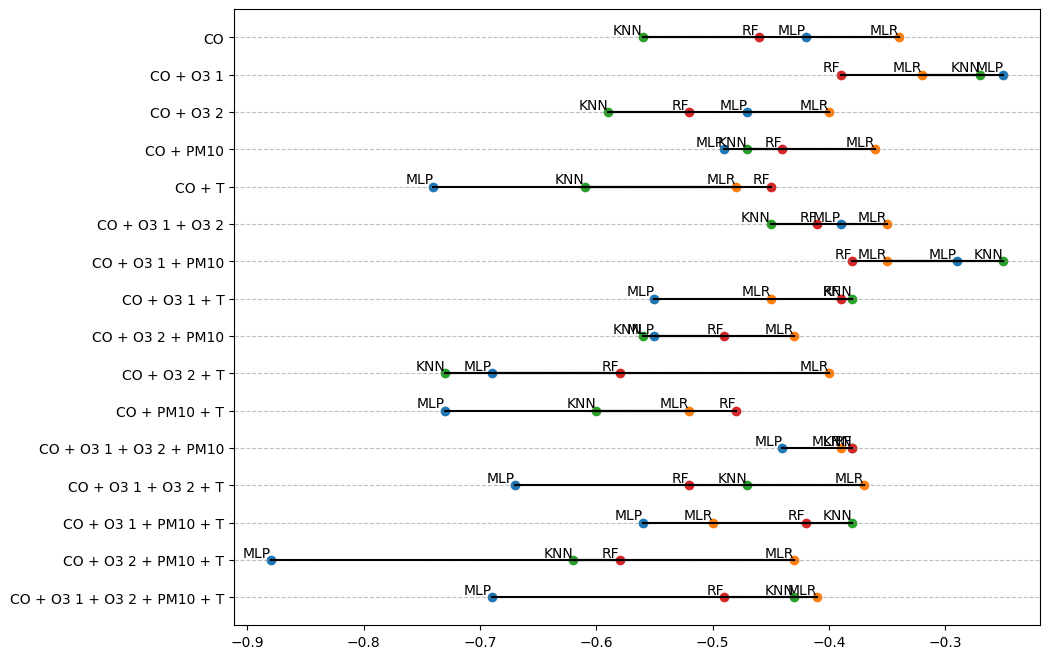 CO KNN RF MLP MLR
CO + O3 1 RF MLR KNN MLP
CO + O3 2 KNN RF MLP MLR
CO + PM10 MLP KNN RF MLR
CO + T MLP KNN MLR RF
CO + O3 1 + O3 2 KNN RF MLP MLR
CO + O3 1 + PM10 RF MLR MLP KNN
CO + O3 1 + T MLP MLR RF KNN
CO + O3 2 + PM10 KNN MLP RF MLR
CO + O3 2 + T KNN MLP RF MLR
CO + PM10 + T MLP KNN MLR RF
CO + O3 1 + O3 2 + PM10 MLP MLR KNN RF
CO + O3 1 + O3 2 + T MLP RF KNN MLR
CO + O3 1 + PM10 + T MLP MLR RF KNN
CO + O3 2 + PM10 + T MLP KNN RF MLR
CO + O3 1 + O3 2 + PM10 + T MLP RF KNN MLR
−0.9 −0.8 −0.7 −0.6 −0.5 −0.4 −0.3